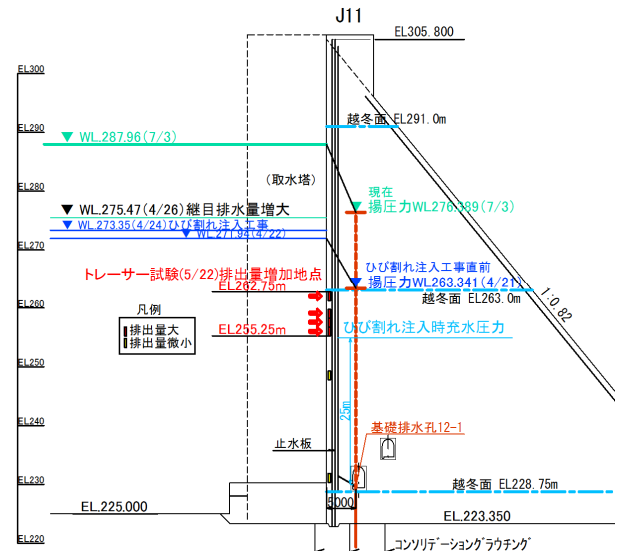 J11
EL305.800
EL300
越冬面 EL291.0m
EL290
WL.287.96(7/3)
(取水塔)
現在
揚圧力WL276.389(7/3)
EL280
WL.275.47(4/26)継目排水量増大
WL.273.35(4/24)ひび割れ注入工事
WL.271.94(4/22)
EL270
ひび割れ注入工事直前
揚圧力WL263.341(4/21)
トレーサー試験(5/22)排出量増加地点
EL262.75m
越冬面 EL263.0m
1:0.82
EL260
凡例
排出量大
排出量微小
EL255.25m
ひび割れ注入時充水圧力
EL250
25m
EL240
止水板
基礎排水孔12-1
EL230
越冬面 EL228.75m
5000
EL.225.000
EL.223.350
EL220
コンソリデーショングラウチング